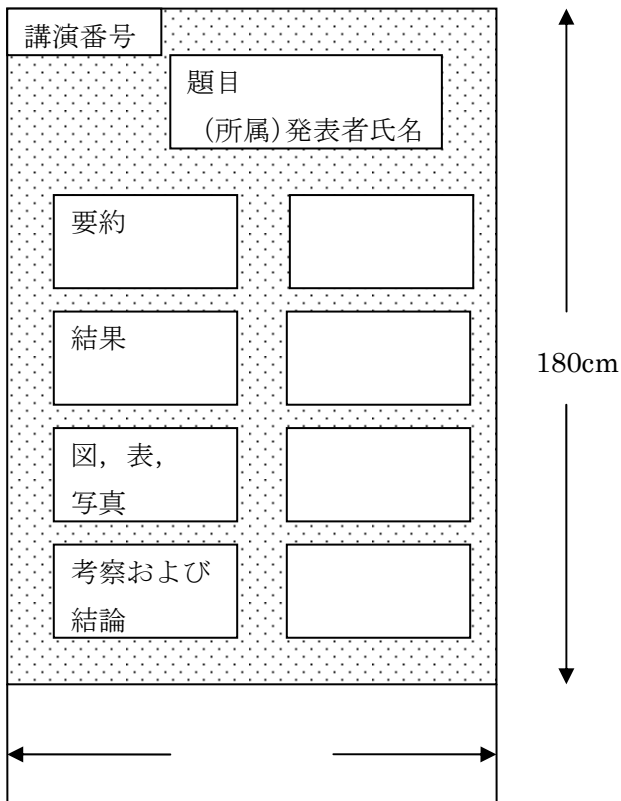 講演番号
題目
(所属)発表者氏名
要約
結果
180cm
図，表，
写真
考察および
結論